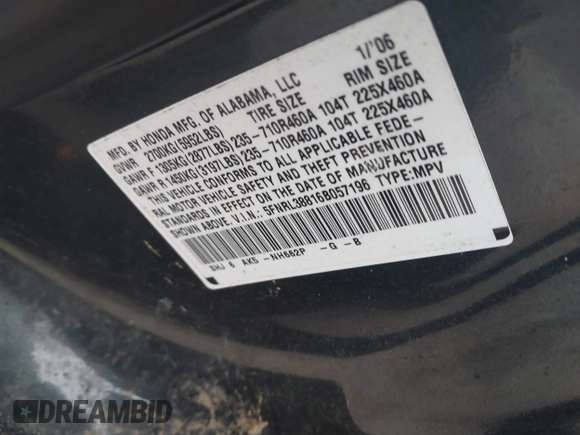 MFD. BY HONDA MFG. OF ALABAMA, LLC 1/'06
GVWR 2700KG(5952LBS) TIRE SIZE RIM SIZE
GAWR F 1305KG(2877LBS) 235-710R460A 104T 225X460A
GAWR R 1450KG(3197LBS) 235-710R460A 104T 225X460A
THIS VEHICLE CONFORMS TO ALL APPLICABLE FEDE-
RAL MOTOR VEHICLE SAFETY AND THEFT PREVENTION
STANDARDS IN EFFECT ON THE DATE OF MANUFACTURE
SHOWN ABOVE. V.I.N.: 5FNRL38816B057196 TYPE:MPV
SHJ 6 AK5 -NH662P -G -B
DREAMBID